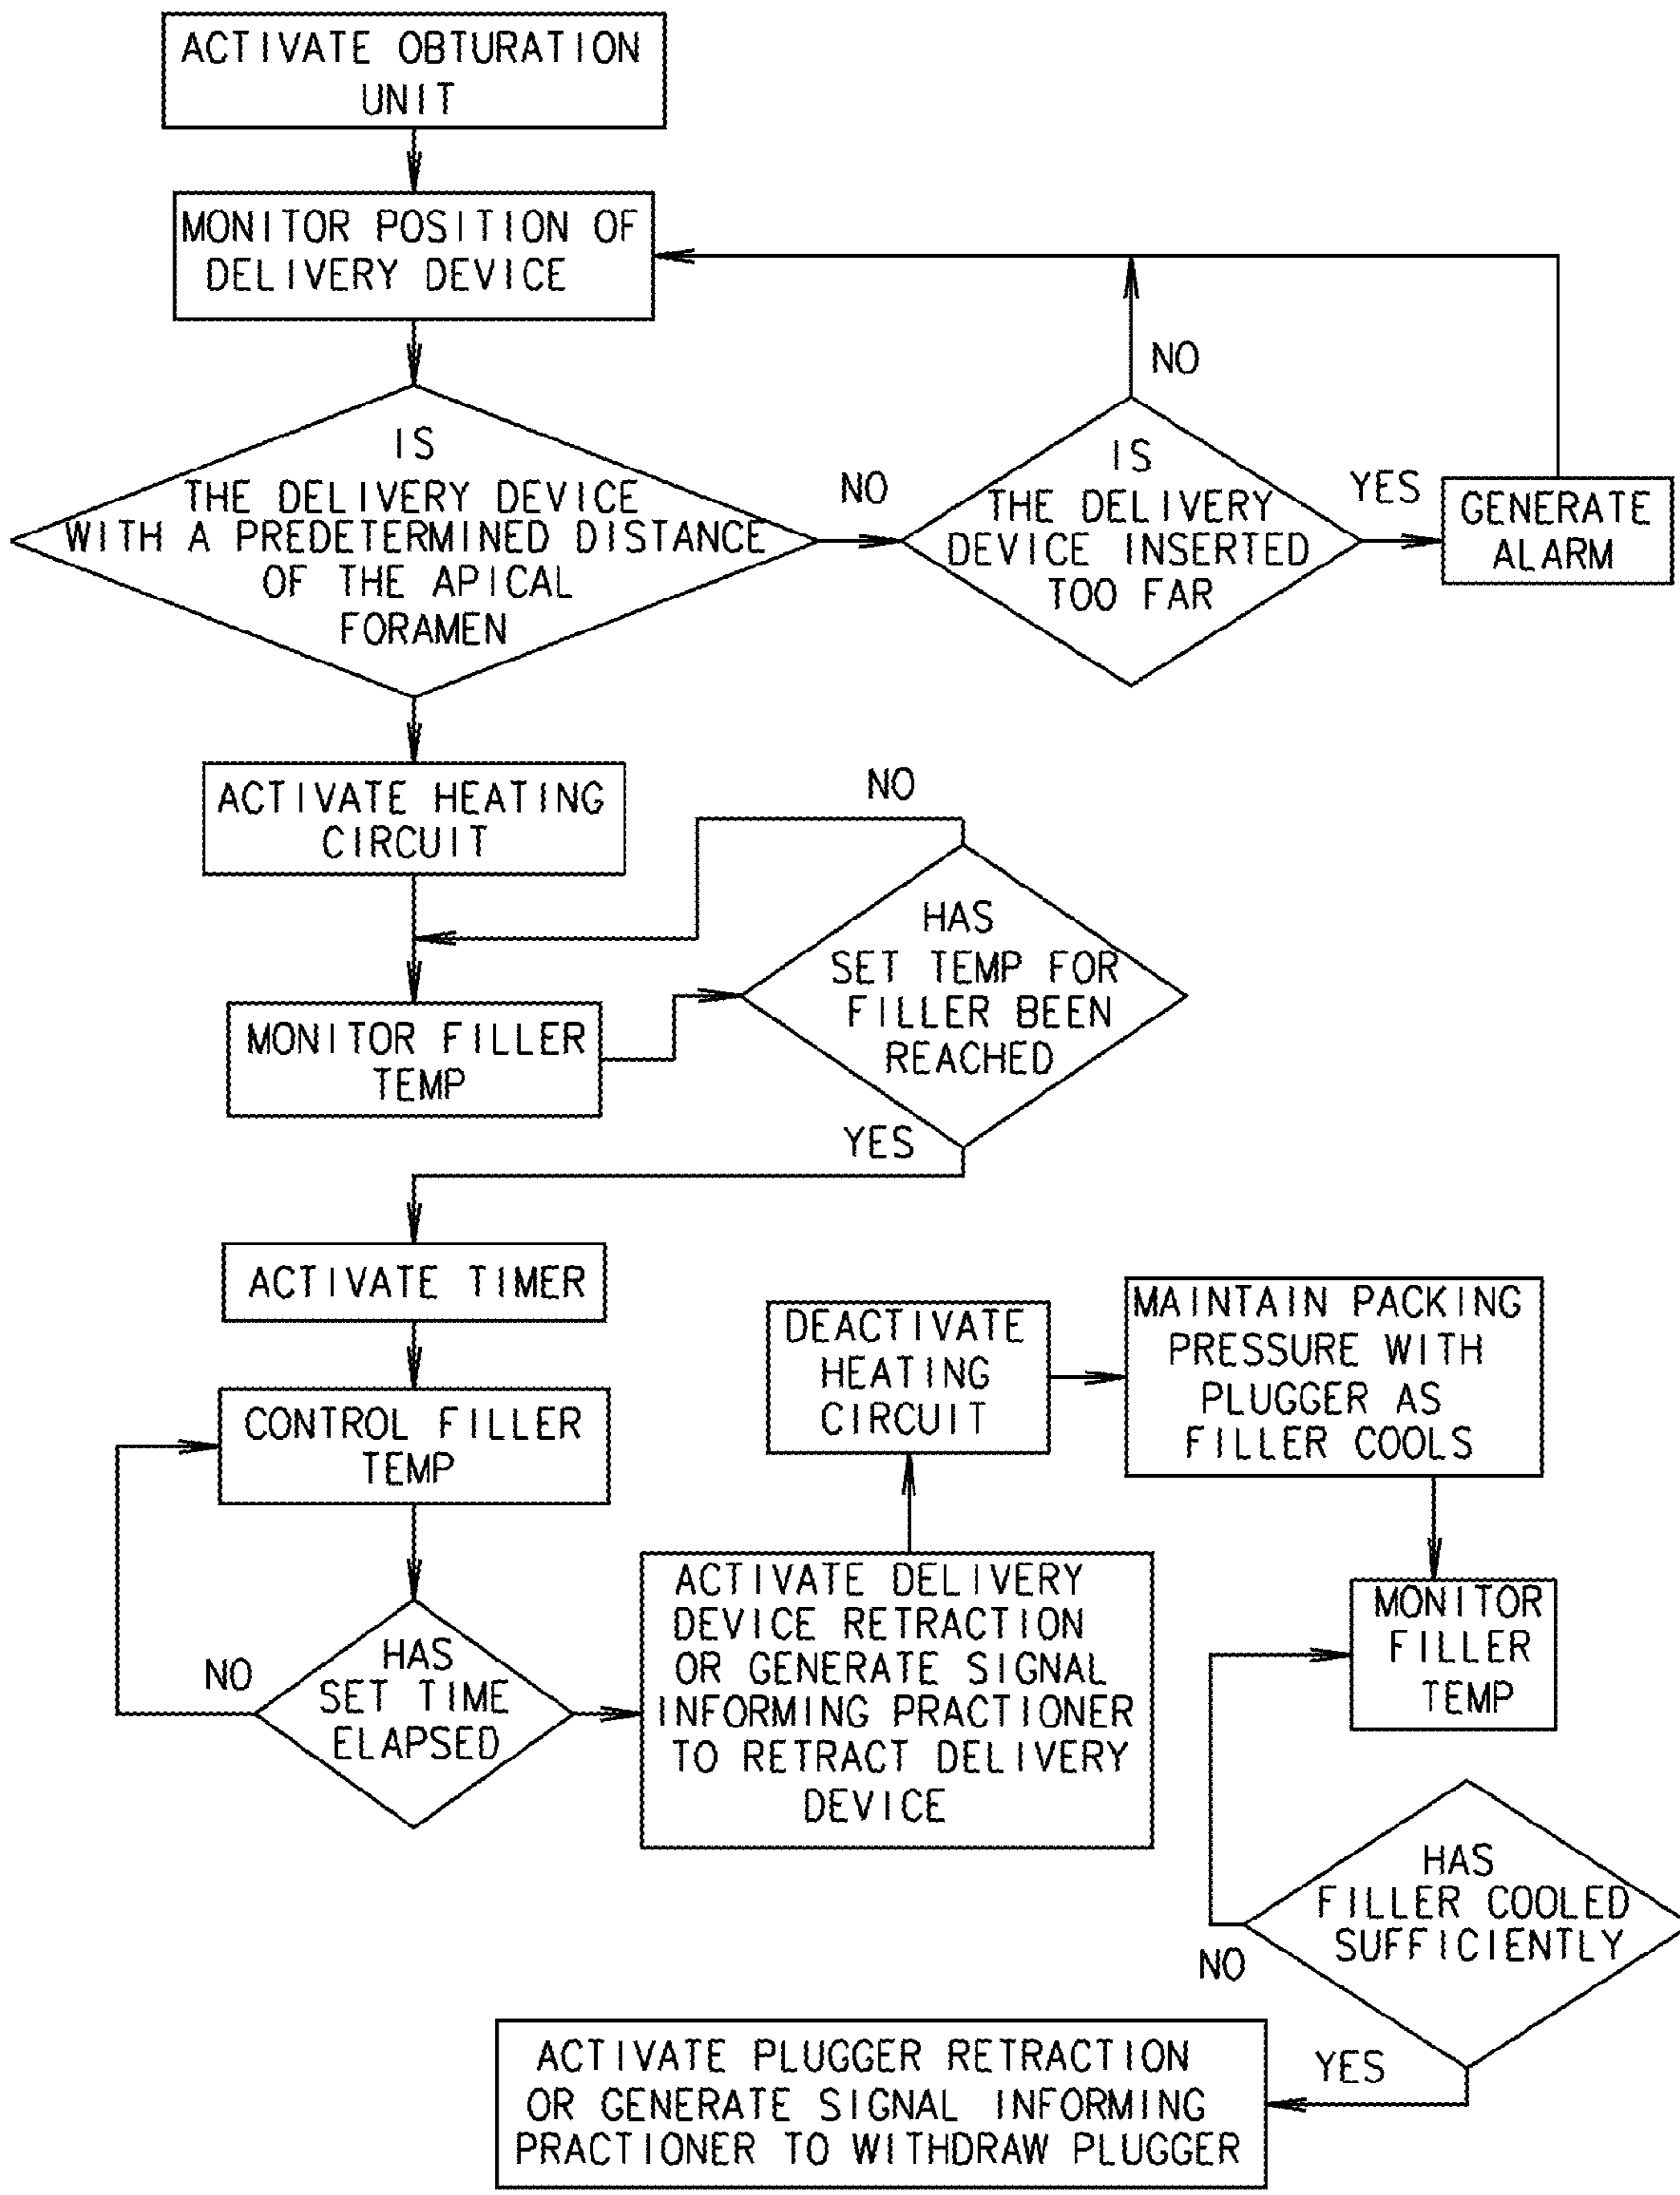 ACTIVATE OBTURATION
UNIT
MONITOR POSITION OF
DELIVERY DEVICE
IS
THE DELIVERY DEVICE
WITH A PREDETERMINED DISTANCE
OF THE APICAL
FORAMEN
NO
IS
THE DELIVERY
DEVICE INSERTED
TOO FAR
NO
YES
GENERATE
ALARM
ACTIVATE HEATING
CIRCUIT
NO
MONITOR FILLER
TEMP
HAS
SET TEMP FOR
FILLER BEEN
REACHED
YES
ACTIVATE TIMER
CONTROL FILLER
TEMP
NO
HAS
SET TIME
ELAPSED
ACTIVATE DELIVERY
DEVICE RETRACTION
OR GENERATE SIGNAL
INFORMING PRACTIONER
TO RETRACT DELIVERY
DEVICE
DEACTIVATE
HEATING
CIRCUIT
MAINTAIN PACKING
PRESSURE WITH
PLUGGER AS
FILLER COOLS
MONITOR
FILLER
TEMP
HAS
FILLER COOLED
SUFFICIENTLY
NO
YES
ACTIVATE PLUGGER RETRACTION
OR GENERATE SIGNAL INFORMING
PRACTIONER TO WITHDRAW PLUGGER